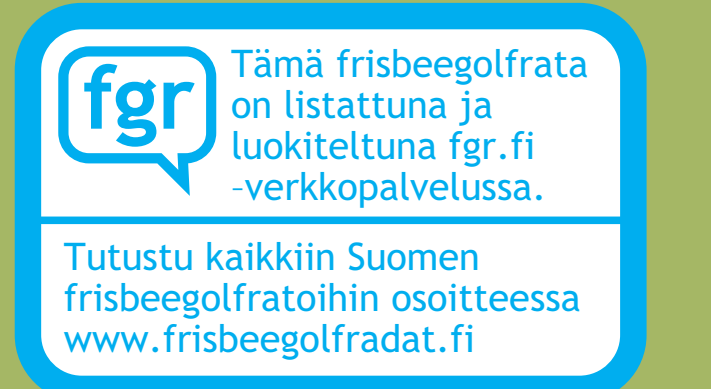 fgr
Tämä frisbeegolfrata
on listattuna ja
luokiteltuna fgr.fi
–verkkopalvelussa.
Tutustu kaikkiin Suomen
frisbeegolfratoihin osoitteessa
www.frisbeegolfradat.fi